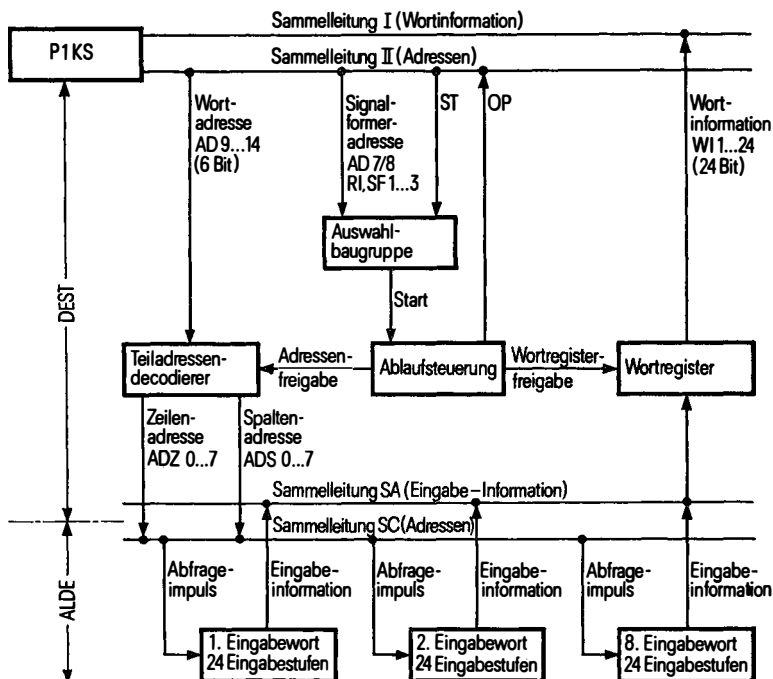 Sammelleitung I (Wortinformation)
P1KS
Sammelleitung II (Adressen)
Wort-
adresse
AD 9...14
(6 Bit)
Signal-
former-
adresse
AD 7/8
RI, SF 1...3
ST
OP
Wort-
information
WI 1...24
(24 Bit)
Auswahl-
baugruppe
Start
DEST
Teiladressen-
decodierer
Adressen-
freigabe
Ablaufsteuerung
Wortregister-
freigabe
Wortregister
Zeilen-
adresse
ADZ 0...7
Spalten-
adresse
ADS 0...7
Sammelleitung SA (Eingabe-Information)
Sammelleitung SC (Adressen)
ALDE
Abfrage-
impuls
Eingabe-
information
Abfrage-
impuls
Eingabe-
information
Abfrage-
impuls
Eingabe-
information
1. Eingabewort
24 Eingabestufen
2. Eingabewort
24 Eingabestufen
8. Eingabewort
24 Eingabestufen